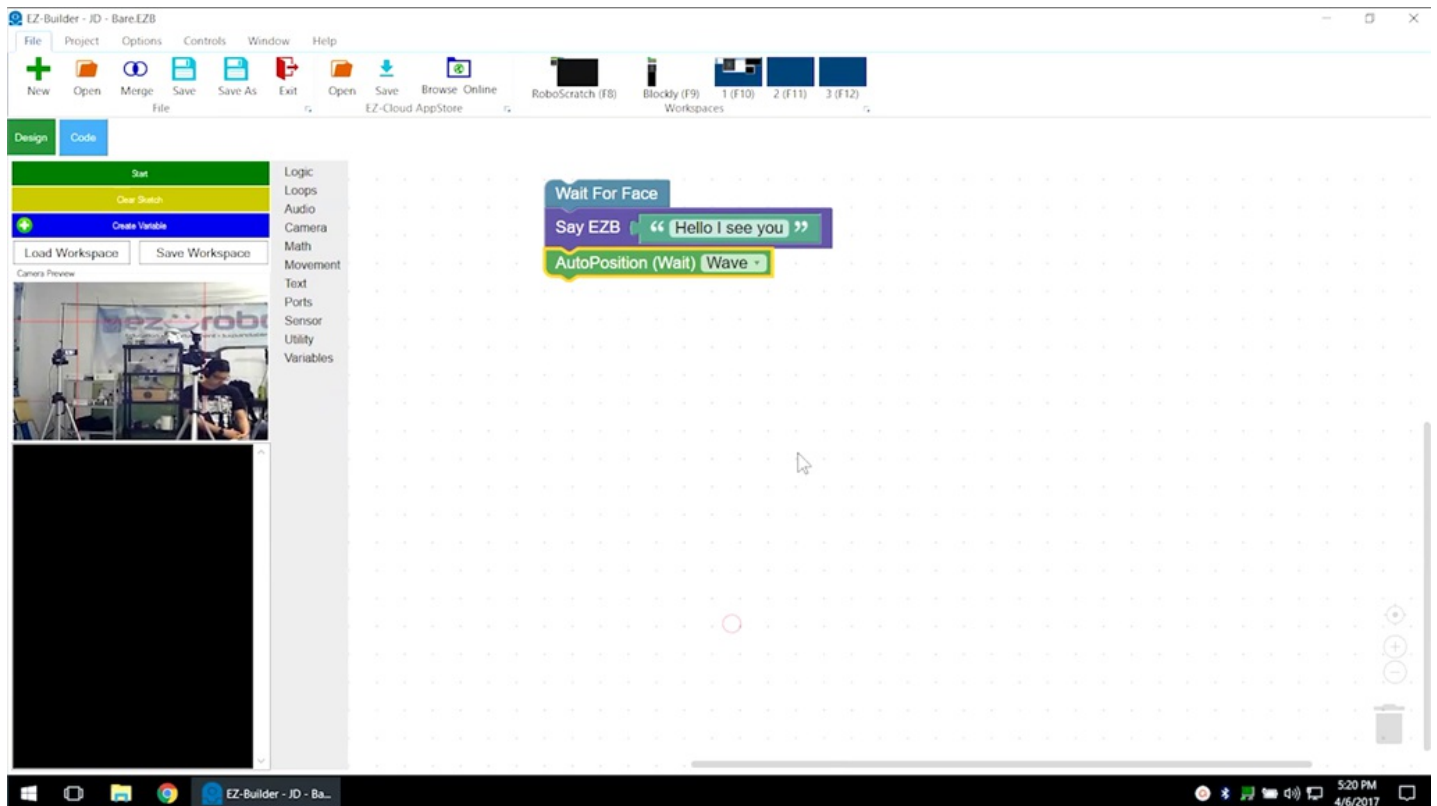 EZ-Builder - JD - Bare.EZB
File Project Options Controls Window Help
New Open Merge Save Save As Exit Open Save Browse Online RoboScratch (F8) Blockly (F9) 1 (F10) 2 (F11) 3 (F12)
File EZ-Cloud AppStore Workspaces
Design Code
Start
Clear Sketch
Create Variable
Load Workspace Save Workspace
Camera Preview
ez robo
Logic
Loops
Audio
Camera
Math
Movement
Text
Ports
Sensor
Utility
Variables
Wait For Face
Say EZB “ Hello I see you ”
AutoPosition (Wait) Wave
EZ-Builder - JD - Ba...
5:20 PM
4/6/2017